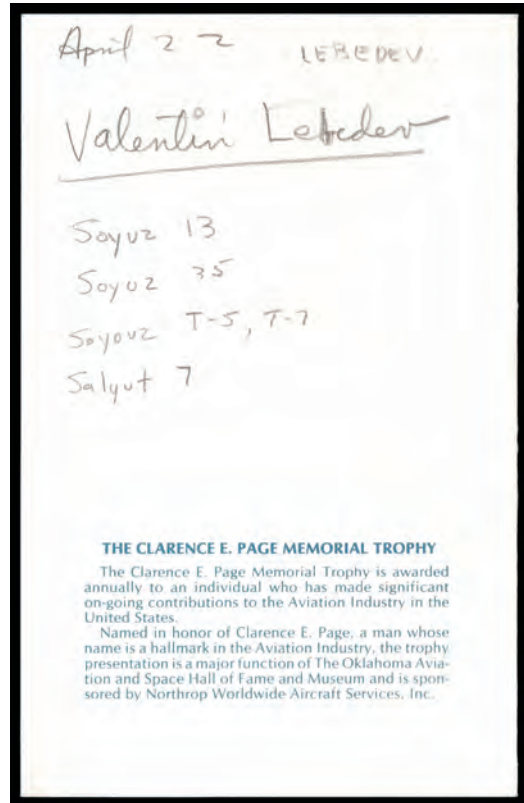 April 22 LEBEDEV
Valentin Lebedev
Soyuz 13
Soyuz 35
Soyouz T-5, T-7
Salyut 7
THE CLARENCE E. PAGE MEMORIAL TROPHY
The Clarence E. Page Memorial Trophy is awarded
annually to an individual who has made significant
on-going contributions to the Aviation Industry in the
United States.
Named in honor of Clarence E. Page, a man whose
name is a hallmark in the Aviation Industry, the trophy
presentation is a major function of The Oklahoma Avia-
tion and Space Hall of Fame and Museum and is spon-
sored by Northrop Worldwide Aircraft Services, Inc.